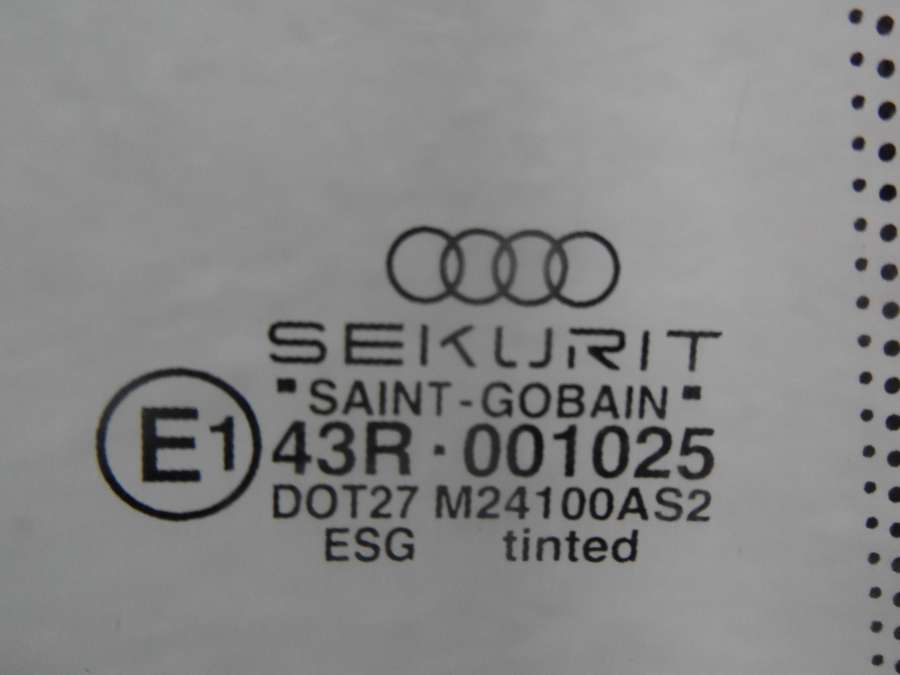 SEKURIT
"SAINT-GOBAIN"
E1 43R·001025
DOT27 M24100AS2
ESG tinted